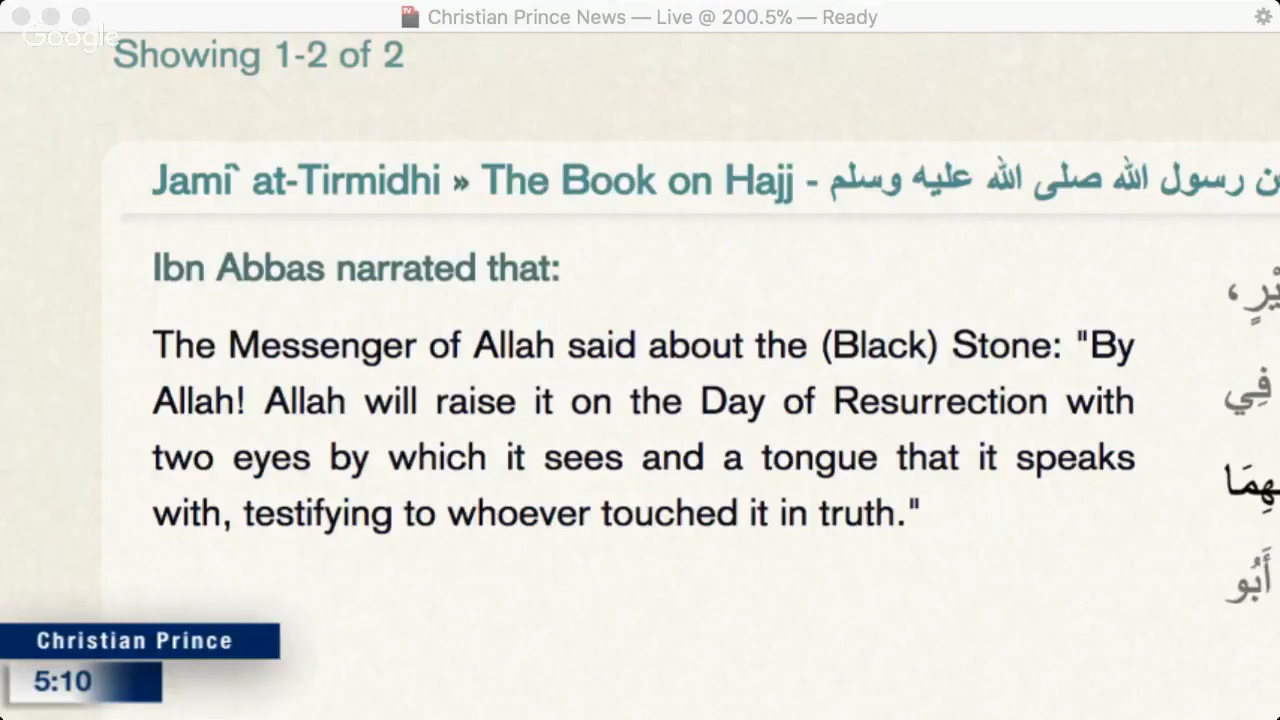 Christian Prince News — Live @ 200.5% — Ready
Google
Showing 1-2 of 2
Jami` at-Tirmidhi » The Book on Hajj - ن رسول الله صلى الله عليه وسلم
Ibn Abbas narrated that:
The Messenger of Allah said about the (Black) Stone: "By
Allah! Allah will raise it on the Day of Resurrection with
two eyes by which it sees and a tongue that it speaks
with, testifying to whoever touched it in truth."
فِي
أَبُو
Christian Prince
5:10